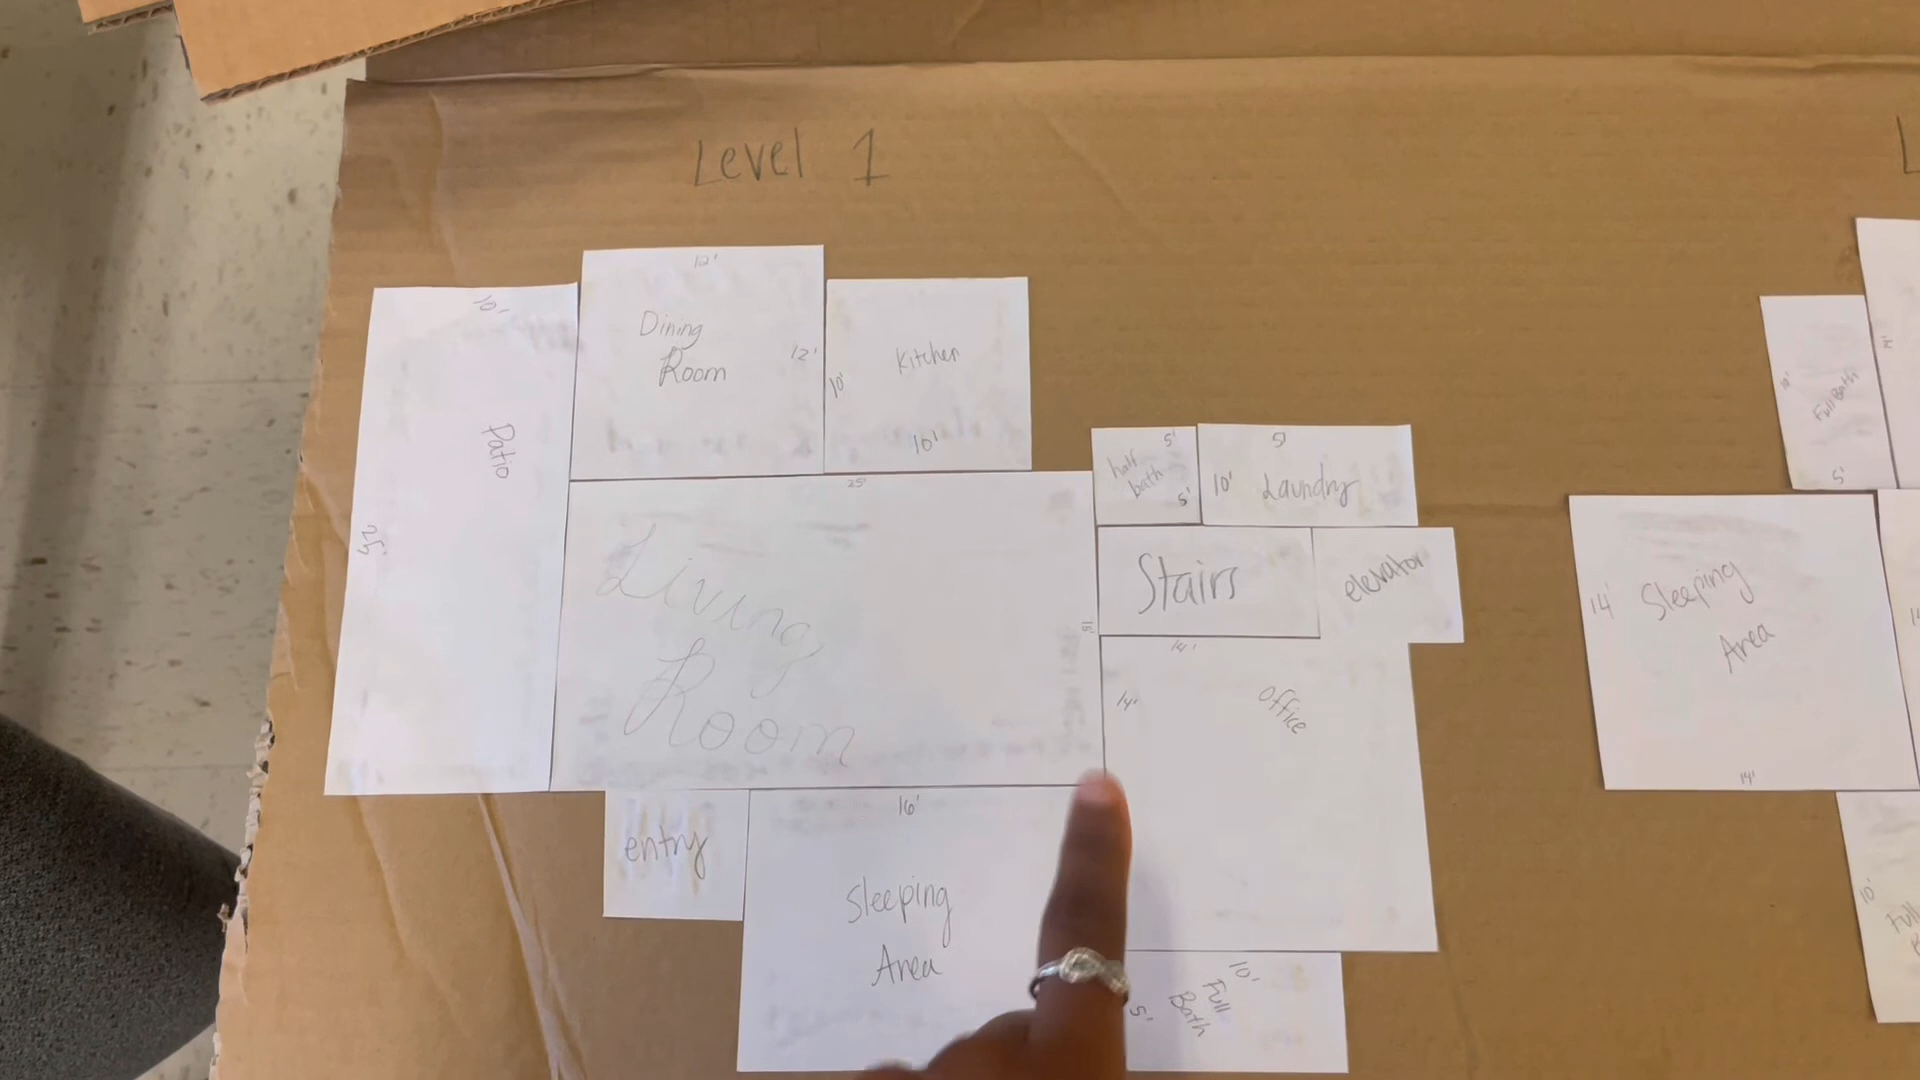 Level 1
10'
Patio
25'
12'
Dining
Room
12'
Kitchen
10'
10'
25'
Living
Room
15'
half
bath
5'
5'
5'
10'
Laundry
Stairs
elevator
14'
14'
office
entry
16'
Sleeping
Area
10'
Full
Bath
5'
10'
Full Bath
5'
14'
14'
Sleeping
Area
14'
10'